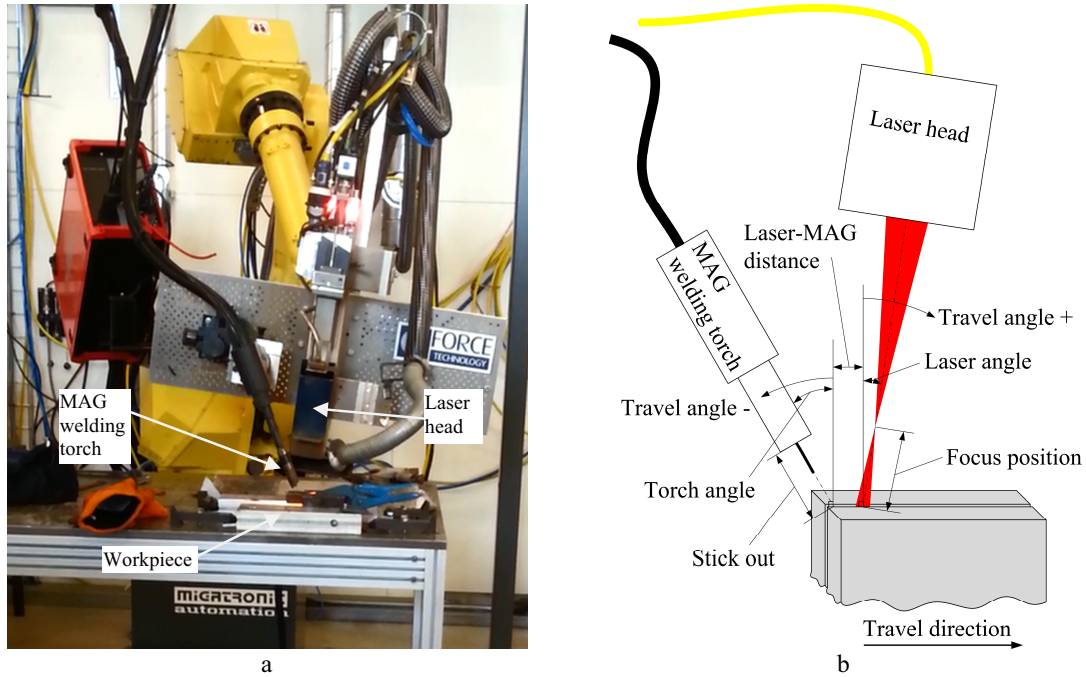 FORCE
TECHNOLOGY
MAG
welding
torch
Laser
head
Workpiece
MIGATRONIC
automation
a
Laser head
MAG
welding torch
Laser-MAG
distance
Travel angle +
Laser angle
Travel angle -
Focus position
Torch angle
Stick out
Travel direction
b